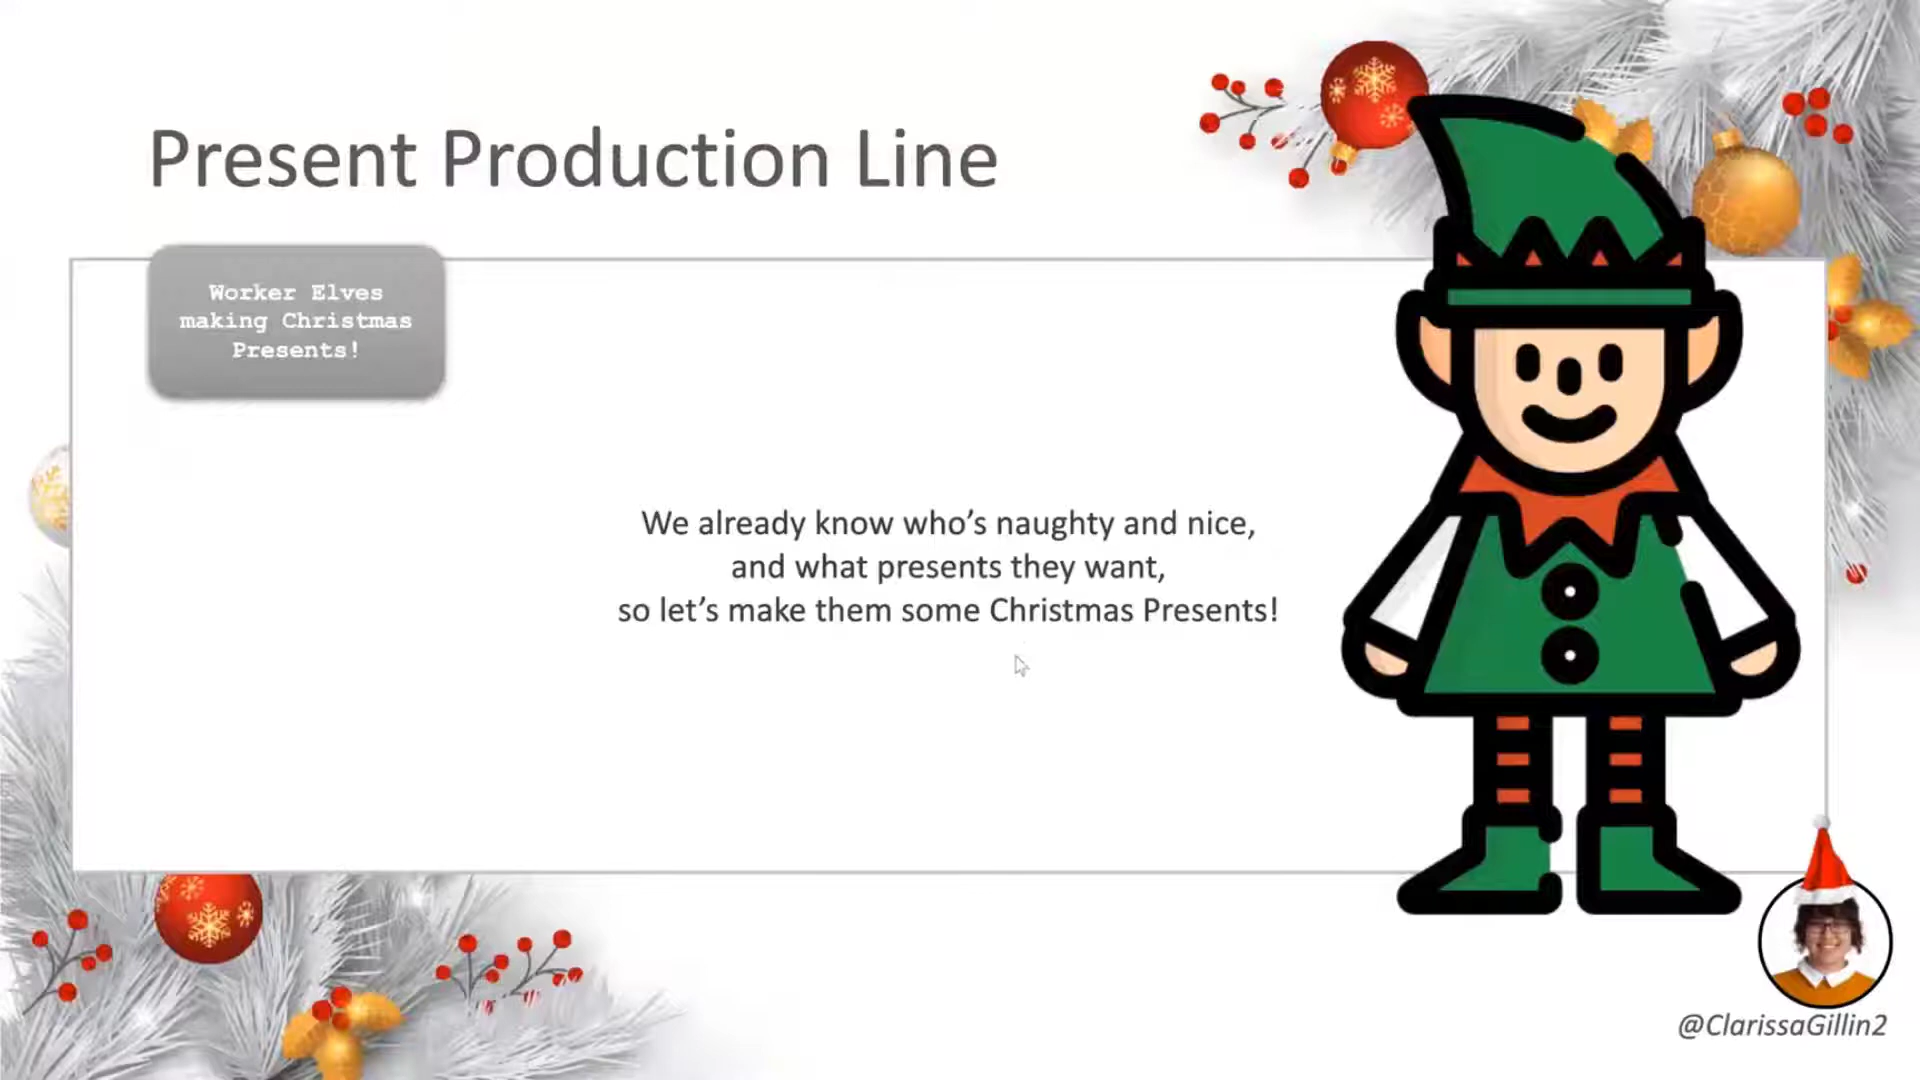 Present Production Line
Worker Elves
making Christmas
Presents!
We already know who’s naughty and nice,
and what presents they want,
so let’s make them some Christmas Presents!
@ClarissaGillin2